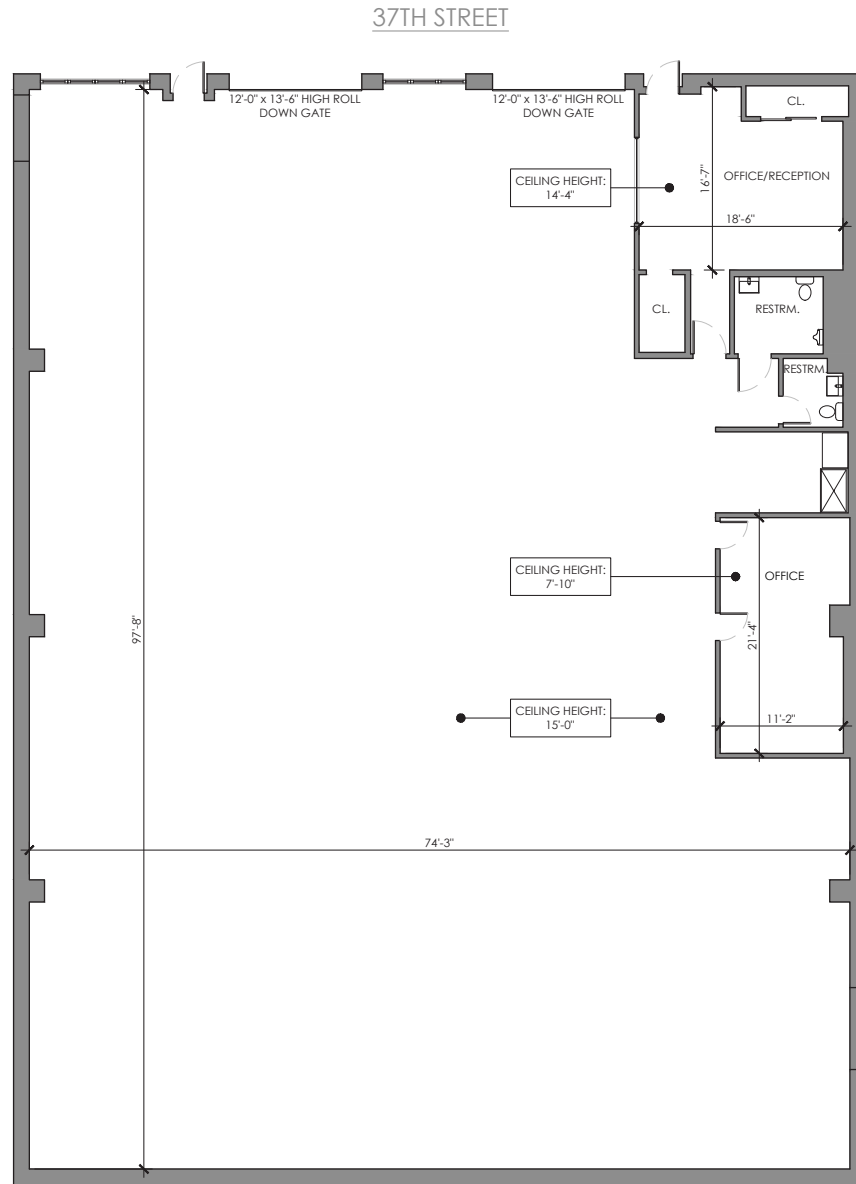 37TH STREET
12'-0" x 13'-6" HIGH ROLL
DOWN GATE
12'-0" x 13'-6" HIGH ROLL
DOWN GATE
CL.
CEILING HEIGHT:
14'-4"
16'-7"
OFFICE/RECEPTION
18'-6"
CL.
RESTRM.
RESTRM.
CEILING HEIGHT:
7'-10"
OFFICE
97'-8"
21'-4"
CEILING HEIGHT:
15'-0"
11'-2"
74'-3"